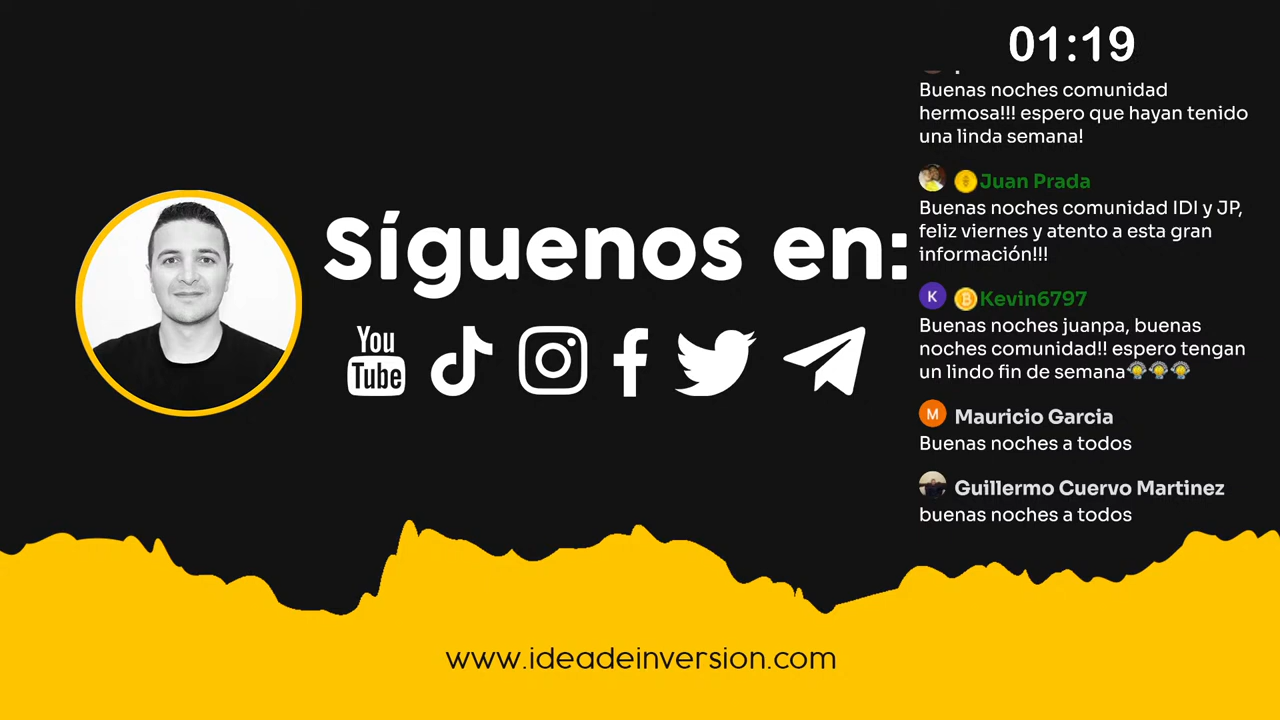 01:19
Buenas noches comunidad
hermosa!!! espero que hayan tenido
una linda semana!
Juan Prada
Buenas noches comunidad IDI y JP,
feliz viernes y atento a esta gran
información!!!
K
Kevin6797
Buenas noches juanpa, buenas
noches comunidad!! espero tengan
un lindo fin de semana
M
Mauricio Garcia
Buenas noches a todos
Guillermo Cuervo Martinez
buenas noches a todos
Síguenos en:
You
Tube
www.ideadeinversion.com